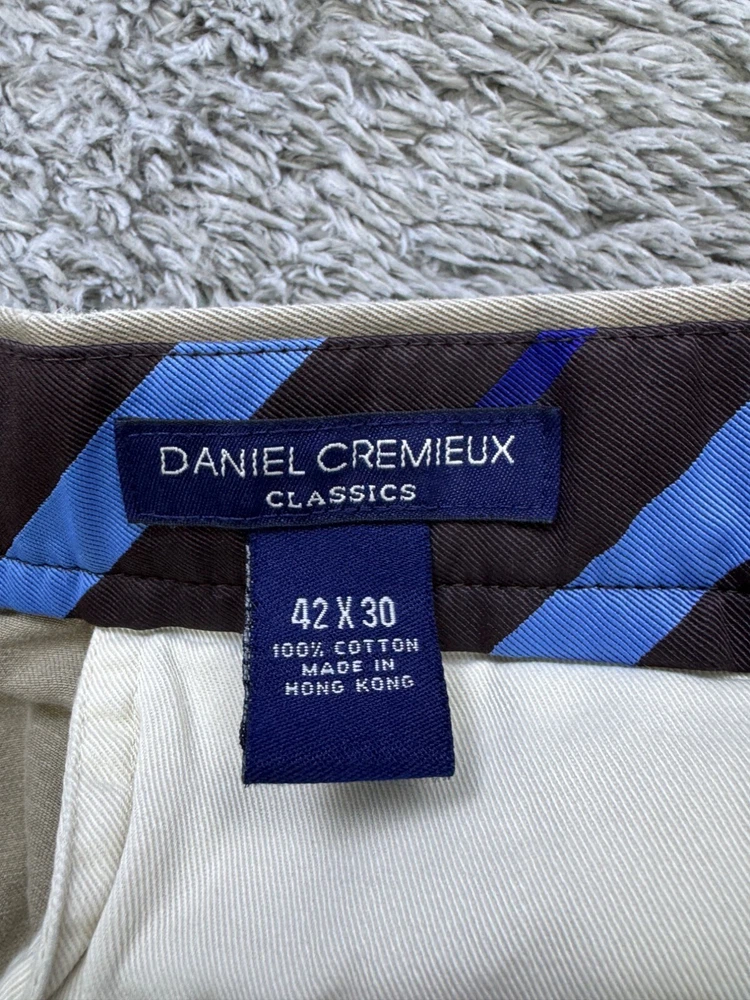 DANIEL CREMIEUX
CLASSICS
42 X 30
100% COTTON
MADE IN
HONG KONG